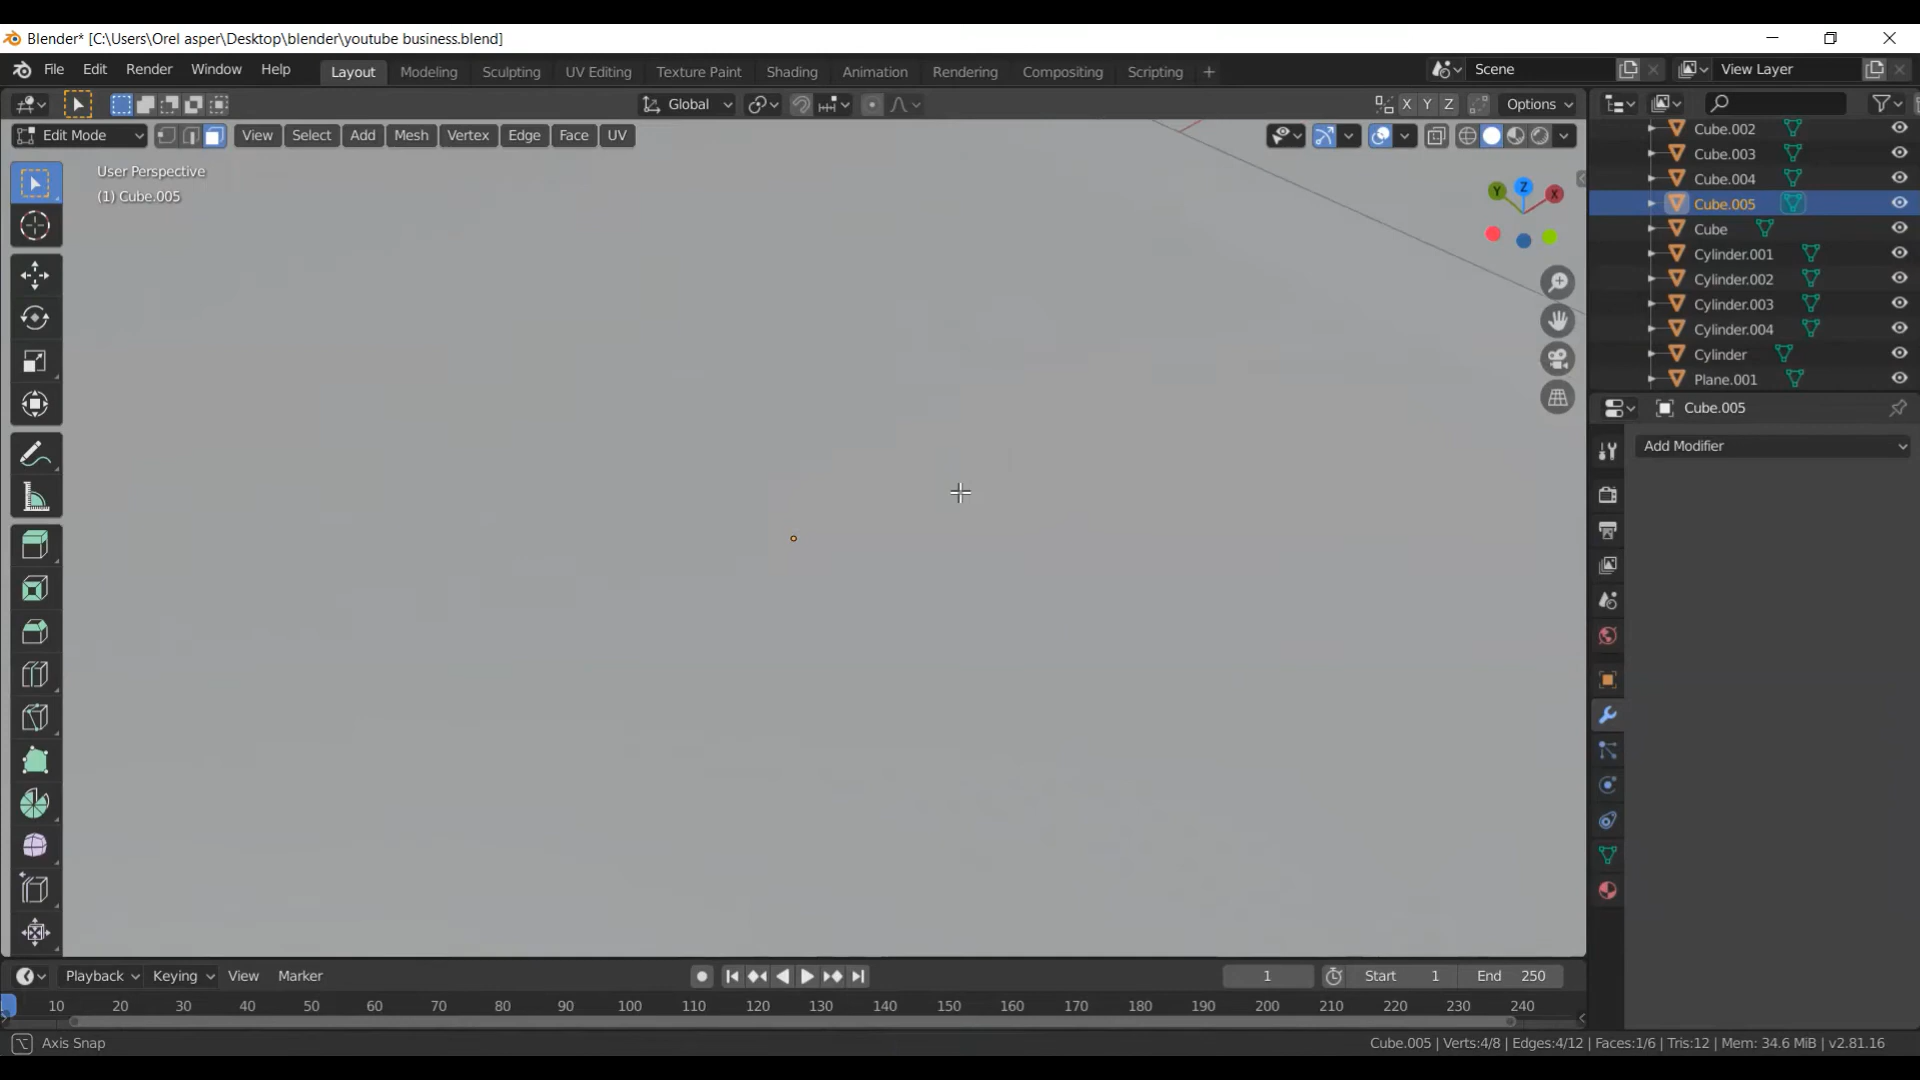 Blender* [C:\Users\Orel asper\Desktop\blender\youtube business.blend]
File Edit Render Window Help Layout Modeling Sculpting UV Editing Texture Paint Shading Animation Rendering Compositing Scripting + Scene View Layer
Global X Y Z Options
Edit Mode View Select Add Mesh Vertex Edge Face UV
User Perspective
(1) Cube.005
Y Z X
Cube.002
Cube.003
Cube.004
Cube.005
Cube
Cylinder.001
Cylinder.002
Cylinder.003
Cylinder.004
Cylinder
Plane.001
Cube.005
Add Modifier
Playback Keying View Marker 1 Start 1 End 250
10 20 30 40 50 60 70 80 90 100 110 120 130 140 150 160 170 180 190 200 210 220 230 240
Axis Snap
Cube.005 | Verts:4/8 | Edges:4/12 | Faces:1/6 | Tris:12 | Mem: 34.6 MiB | v2.81.16